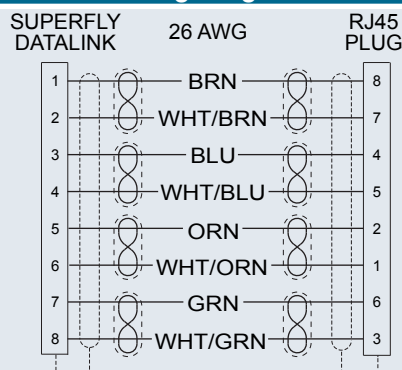 SUPERFLY DATALINK
26 AWG
RJ45 PLUG
1 BRN 8
2 WHT/BRN 7
3 BLU 4
4 WHT/BLU 5
5 ORN 2
6 WHT/ORN 1
7 GRN 6
8 WHT/GRN 3